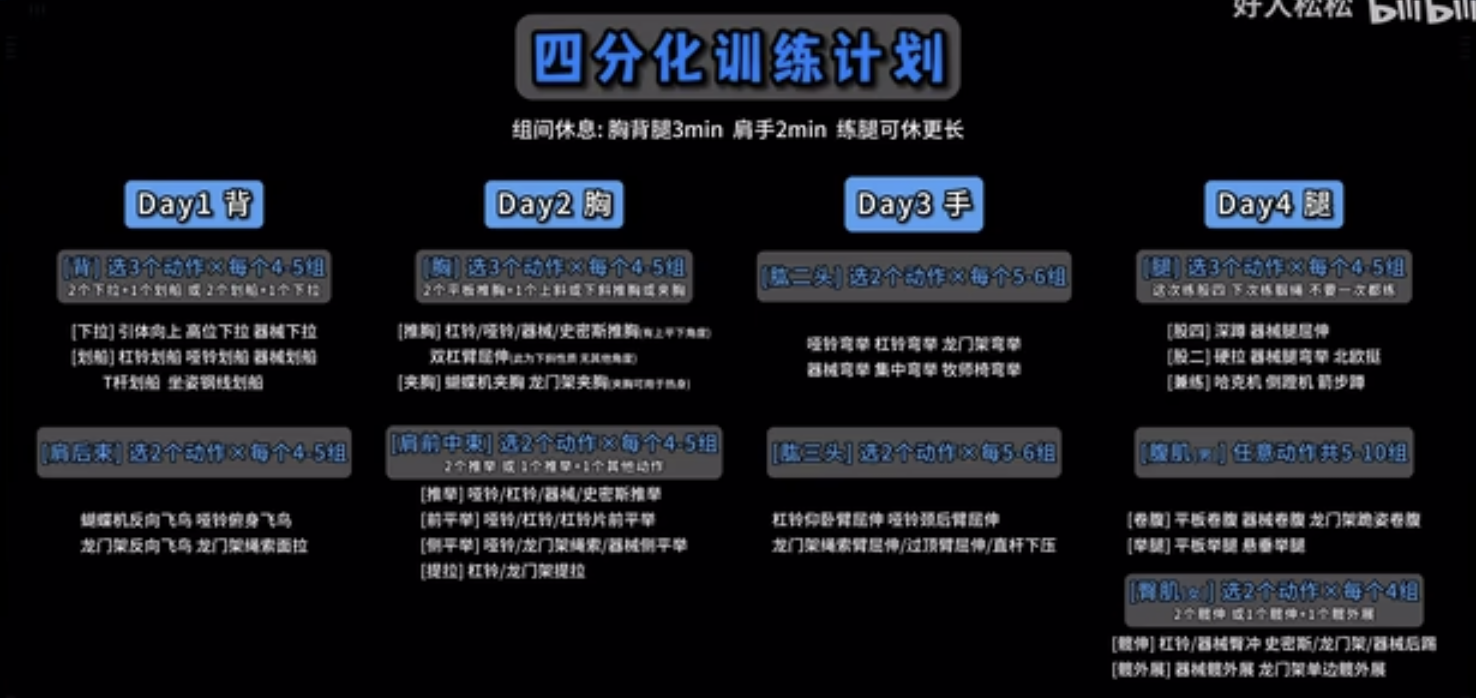 好人松松 bilibili
四分化训练计划
组间休息: 胸背腿3min 肩手2min 练腿可休更长
Day1 背
[背] 选3个动作×每个4-5组
2个下拉+1个划船 或 2个划船+1个下拉
[下拉] 引体向上 高位下拉 器械下拉
[划船] 杠铃划船 哑铃划船 器械划船
T杆划船 坐姿钢线划船
[肩后束] 选2个动作×每个4-5组
蝴蝶机反向飞鸟 哑铃俯身飞鸟
龙门架反向飞鸟 龙门架绳索面拉
Day2 胸
[胸] 选3个动作×每个4-5组
2个平板推胸+1个上斜或下斜推胸或夹胸
[推胸] 杠铃/哑铃/器械/史密斯推胸(有上平下角度)
双杠臂屈伸(此为下斜性质 无其他角度)
[夹胸] 蝴蝶机夹胸 龙门架夹胸(夹胸可用于热身)
[肩前中束] 选2个动作×每个4-5组
2个推举 或 1个推举+1个其他动作
[推举] 哑铃/杠铃/器械/史密斯推举
[前平举] 哑铃/杠铃/杠铃片前平举
[侧平举] 哑铃/龙门架绳索/器械侧平举
[提拉] 杠铃/龙门架提拉
Day3 手
[肱二头] 选2个动作×每个5-6组
哑铃弯举 杠铃弯举 龙门架弯举
器械弯举 集中弯举 牧师椅弯举
[肱三头] 选2个动作×每5-6组
杠铃仰卧臂屈伸 哑铃颈后臂屈伸
龙门架绳索臂屈伸/过顶臂屈伸/直杆下压
Day4 腿
[腿] 选3个动作×每个4-5组
这次练股四 下次练腘绳 不要一次都练
[股四] 深蹲 器械腿屈伸
[股二] 硬拉 器械腿弯举 北欧挺
[兼练] 哈克机 倒蹬机 箭步蹲
[腹肌(男)] 任意动作共5-10组
[卷腹] 平板卷腹 器械卷腹 龙门架跪姿卷腹
[举腿] 平板举腿 悬垂举腿
[臀肌(女)] 选2个动作×每个4组
2个髋伸 或1个髋伸+1个髋外展
[髋伸] 杠铃/器械臀冲 史密斯/龙门架/器械后踢
[髋外展] 器械髋外展 龙门架单边髋外展